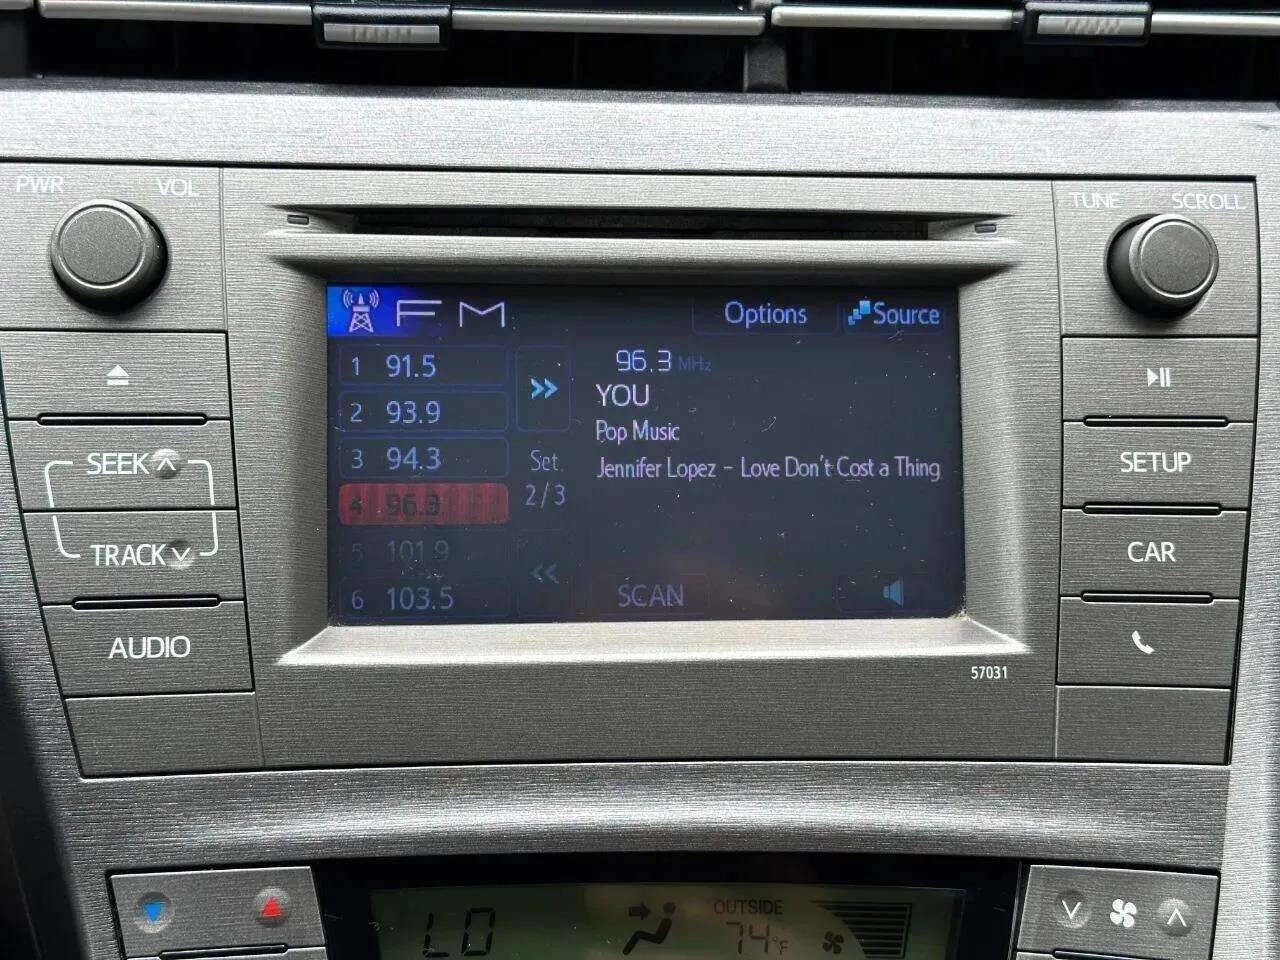 PWR VOL
TUNE SCROLL
FM
Options
Source
1 91.5
2 93.9
3 94.3
4 96.3
5 101.9
6 103.5
Set
2/3
96.3 MHz
YOU
Pop Music
Jennifer Lopez - Love Don't Cost a Thing
SCAN
SEEK
TRACK
AUDIO
SETUP
CAR
57031
LO
OUTSIDE
74°F